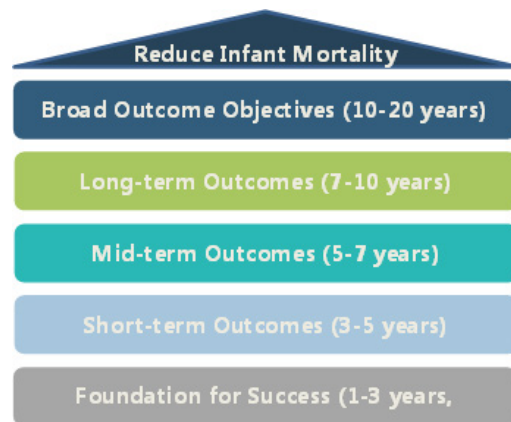 Reduce Infant Mortality
Broad Outcome Objectives (10-20 years)
Long-term Outcomes (7-10 years)
Mid-term Outcomes (5-7 years)
Short-term Outcomes (3-5 years)
Foundation for Success (1-3 years,